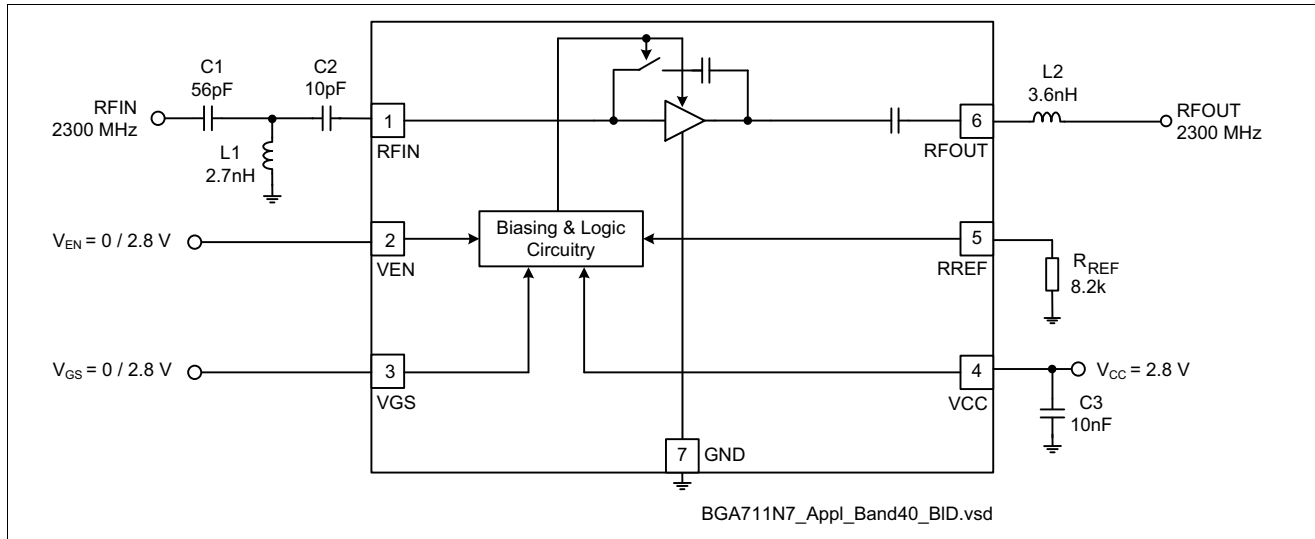 C1
56pF
C2
10pF
RFIN
2300 MHz
L1
2.7nH
1
RFIN
6
RFOUT
L2
3.6nH
RFOUT
2300 MHz
V_EN = 0 / 2.8 V
2
VEN
Biasing & Logic
Circuitry
5
RREF
R_REF
8.2k
V_GS = 0 / 2.8 V
3
VGS
4
VCC
V_CC = 2.8 V
C3
10nF
7
GND
BGA711N7_Appl_Band40_BlD.vsd